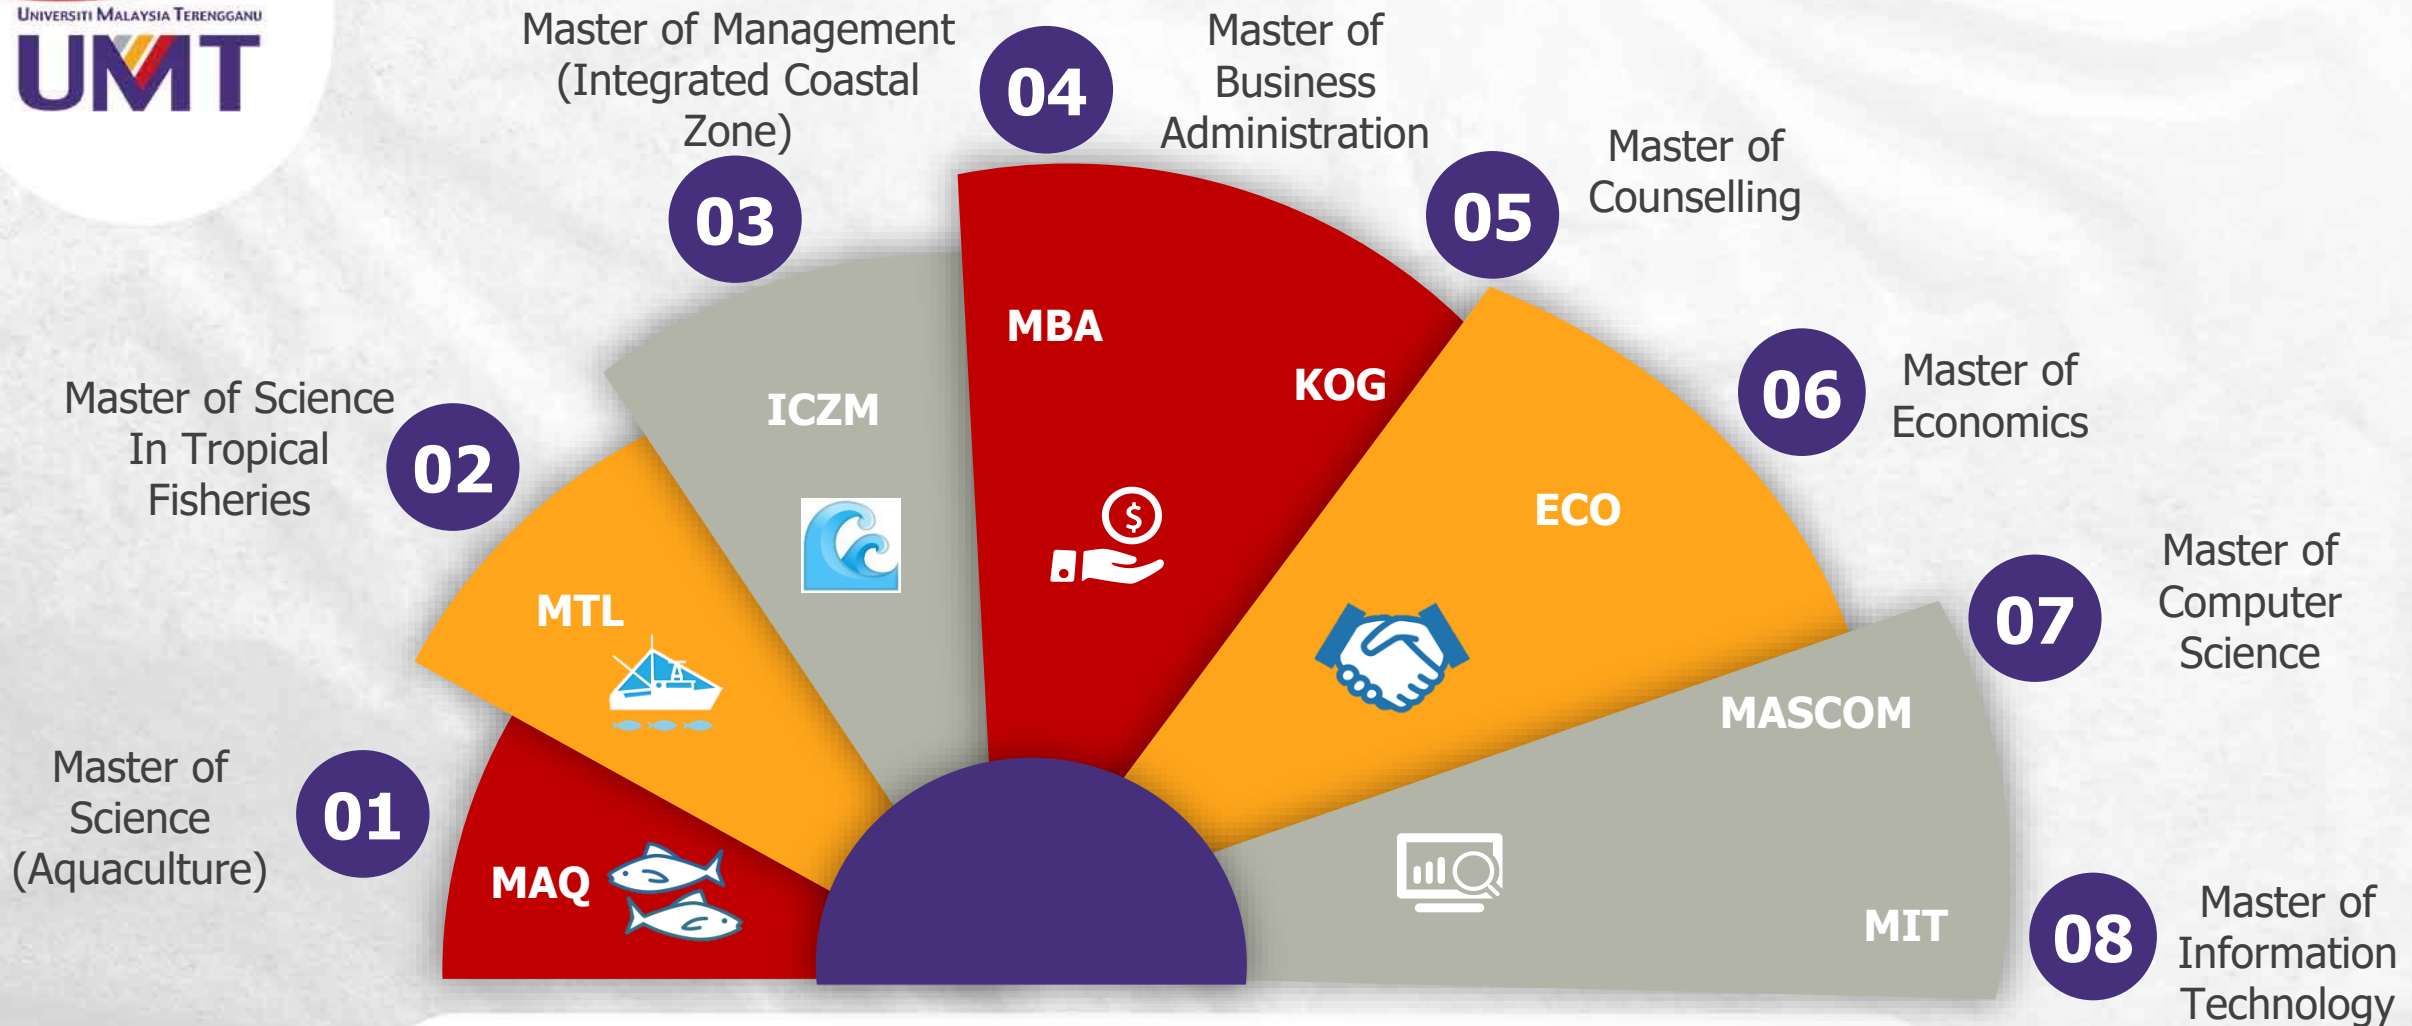 UNIVERSITI MALAYSIA TERENGGANU
UMT
Master of Science
(Aquaculture)
01
MAQ
Master of Science
In Tropical
Fisheries
02
MTL
Master of Management
(Integrated Coastal
Zone)
03
ICZM
04
Master of
Business
Administration
MBA
05
Master of
Counselling
KOG
06
Master of
Economics
ECO
07
Master of
Computer
Science
MASCOM
08
Master of
Information
Technology
MIT
$